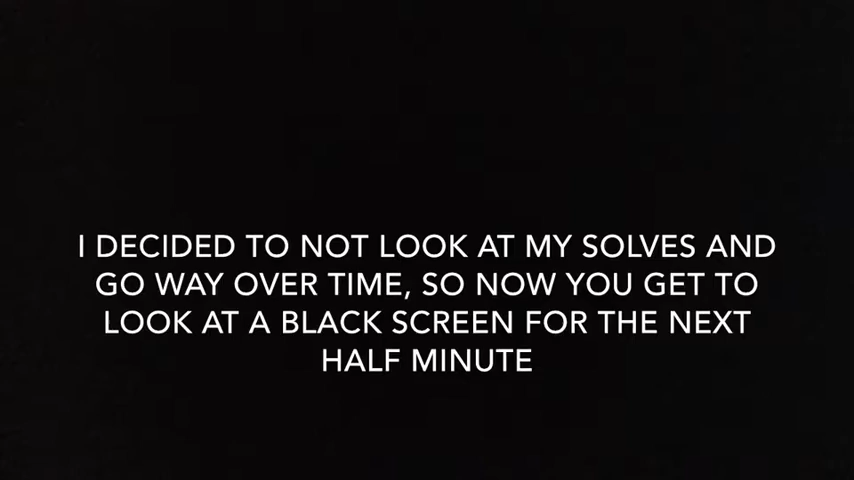 I DECIDED TO NOT LOOK AT MY SOLVES AND
GO WAY OVER TIME, SO NOW YOU GET TO
LOOK AT A BLACK SCREEN FOR THE NEXT
HALF MINUTE